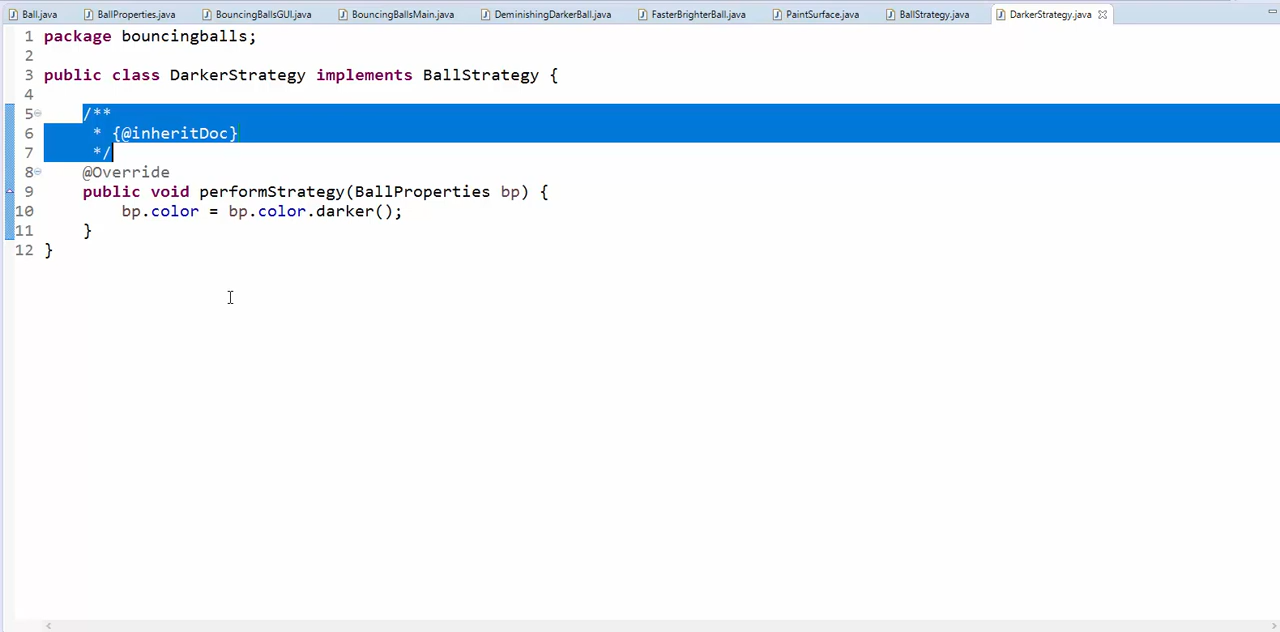 Ball.java BallProperties.java BouncingBallsGUI.java BouncingBallsMain.java DeminishingDarkerBall.java FasterBrighterBall.java PaintSurface.java BallStrategy.java DarkerStrategy.java
1 package bouncingballs;
2
3 public class DarkerStrategy implements BallStrategy {
4
5 /**
6 * {@inheritDoc}
7 */
8 @Override
9 public void performStrategy(BallProperties bp) {
10 bp.color = bp.color.darker();
11 }
12 }